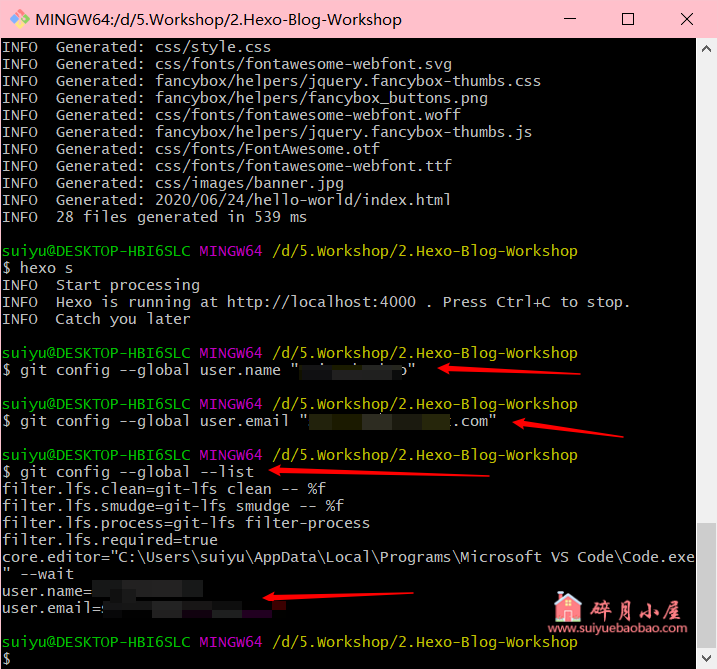 MINGW64:/d/5.Workshop/2.Hexo-Blog-Workshop
INFO  Generated: css/style.css
INFO  Generated: css/fonts/fontawesome-webfont.svg
INFO  Generated: fancybox/helpers/jquery.fancybox-thumbs.css
INFO  Generated: fancybox/helpers/fancybox_buttons.png
INFO  Generated: css/fonts/fontawesome-webfont.woff
INFO  Generated: fancybox/helpers/jquery.fancybox-thumbs.js
INFO  Generated: css/fonts/FontAwesome.otf
INFO  Generated: css/fonts/fontawesome-webfont.ttf
INFO  Generated: css/images/banner.jpg
INFO  Generated: 2020/06/24/hello-world/index.html
INFO  28 files generated in 539 ms
suiyu@DESKTOP-HBI6SLC MINGW64 /d/5.Workshop/2.Hexo-Blog-Workshop
$ hexo s
INFO  Start processing
INFO  Hexo is running at http://localhost:4000 . Press Ctrl+C to stop.
INFO  Catch you later
suiyu@DESKTOP-HBI6SLC MINGW64 /d/5.Workshop/2.Hexo-Blog-Workshop
$ git config --global user.name "
suiyu@DESKTOP-HBI6SLC MINGW64 /d/5.Workshop/2.Hexo-Blog-Workshop
$ git config --global user.email ".com"
suiyu@DESKTOP-HBI6SLC MINGW64 /d/5.Workshop/2.Hexo-Blog-Workshop
$ git config --global --list
filter.lfs.clean=git-lfs clean -- %f
filter.lfs.smudge=git-lfs smudge -- %f
filter.lfs.process=git-lfs filter-process
filter.lfs.required=true
core.editor="C:\Users\suiyu\AppData\Local\Programs\Microsoft VS Code\Code.exe
" --wait
user.name=
user.email=
碎月小屋
www.suiyuebaobao.com
suiyu@DESKTOP-HBI6SLC MINGW64 /d/5.Workshop/2.Hexo-Blog-Workshop
$